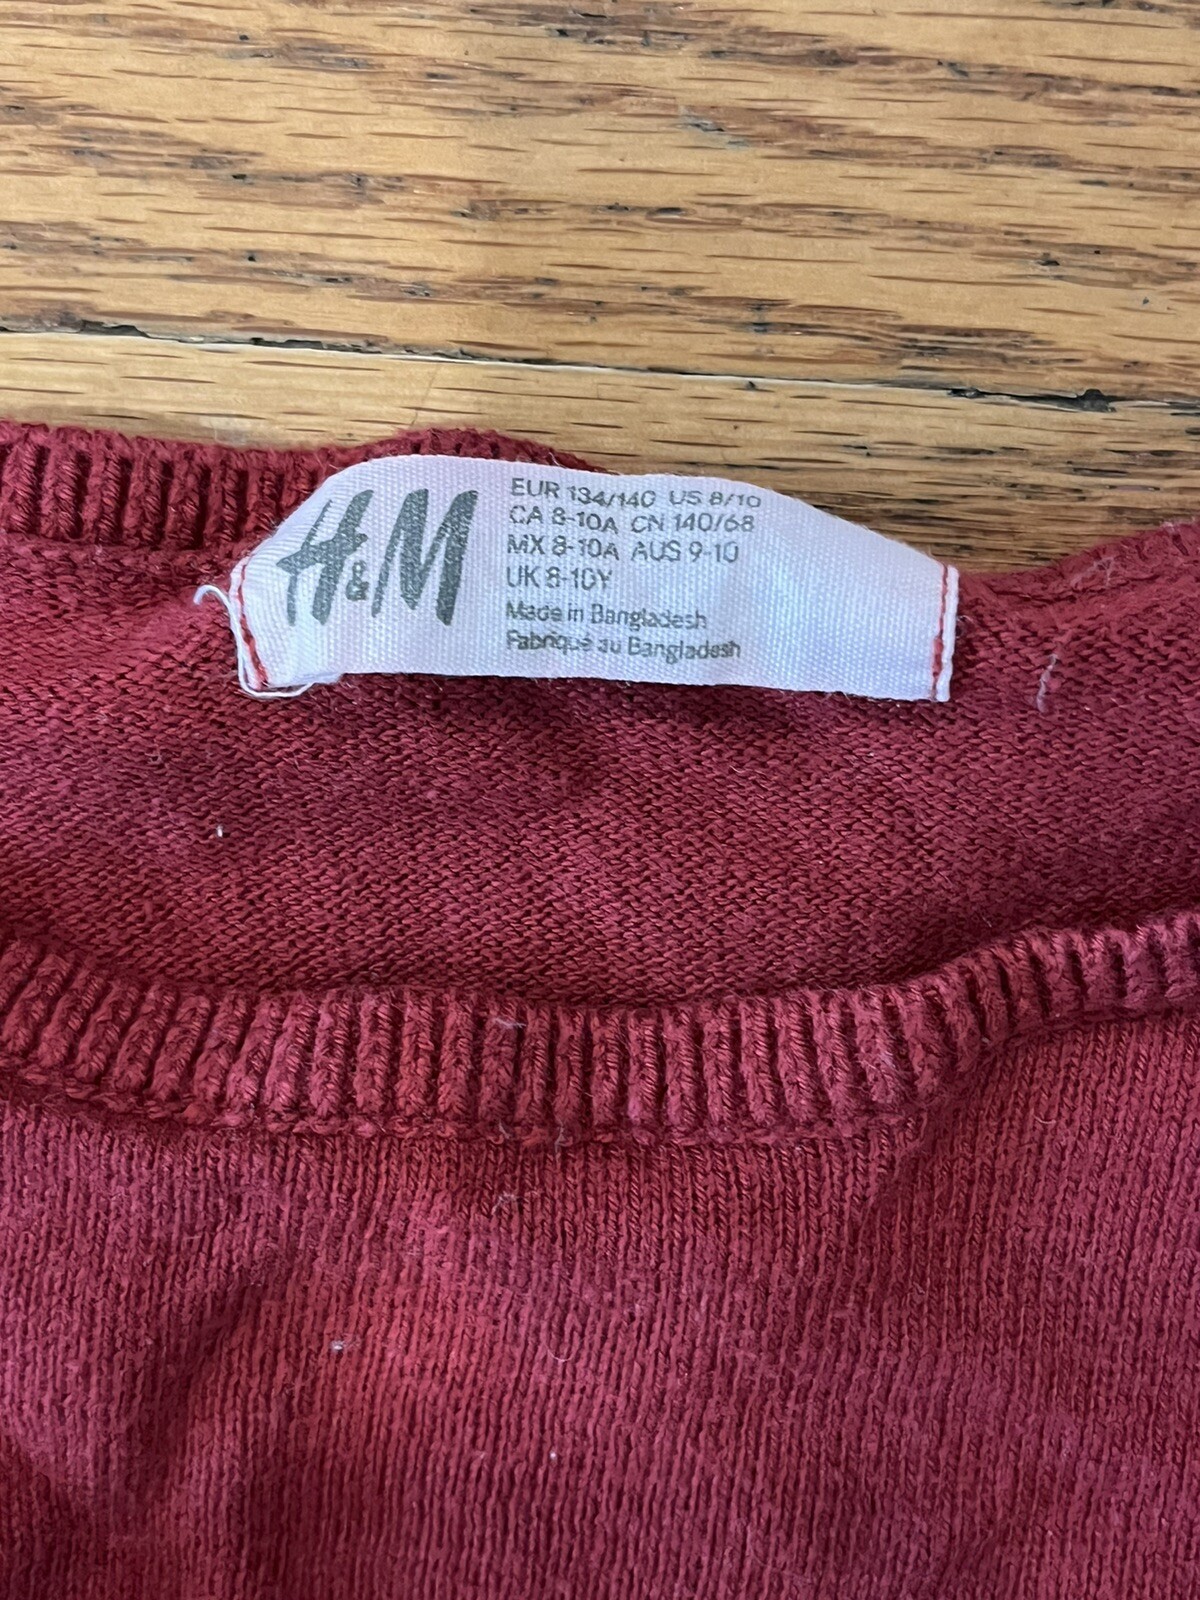 H&M
EUR 134/140 US 8/10
CA 8-10A CN 140/68
MX 8-10A AUS 9-10
UK 8-10Y
Made in Bangladesh
Fabriqué au Bangladesh